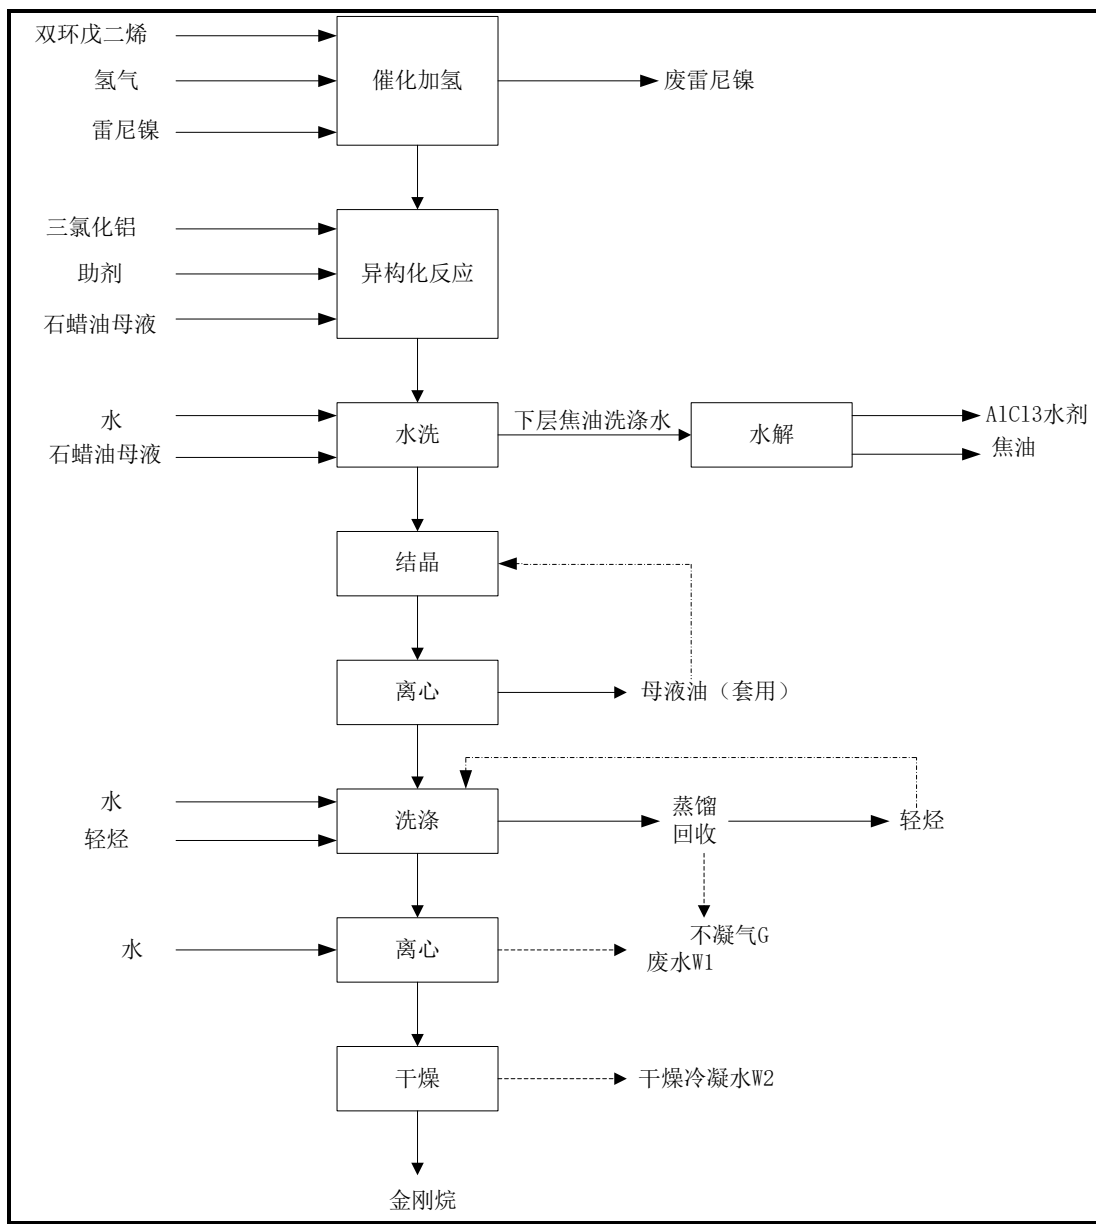 双环戊二烯
氢气
催化加氢
废雷尼镍
雷尼镍
三氯化铝
助剂
异构化反应
石蜡油母液
水
石蜡油母液
水洗
下层焦油洗涤水
水解
AlCl3水剂
焦油
结晶
离心
母液油（套用）
水
轻烃
洗涤
蒸馏
回收
轻烃
不凝气G
水
离心
废水W1
干燥
干燥冷凝水W2
金刚烷